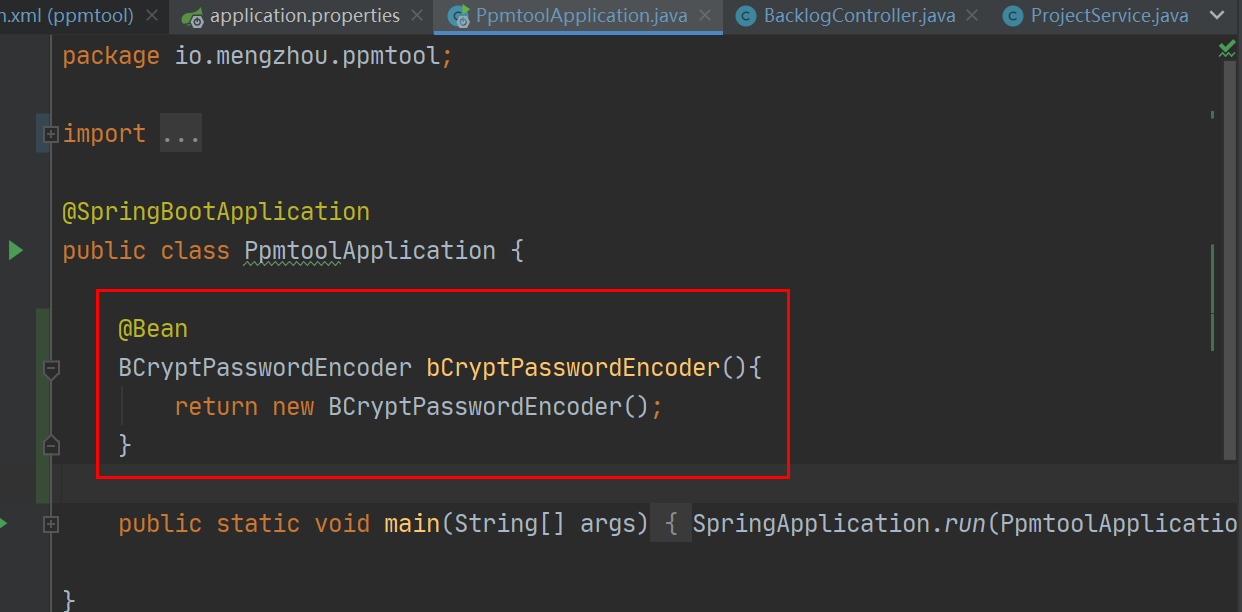 n.xml (ppmtool) application.properties PpmtoolApplication.java BacklogController.java ProjectService.java
package io.mengzhou.ppmtool;
import ...
@SpringBootApplication
public class PpmtoolApplication {
@Bean
BCryptPasswordEncoder bCryptPasswordEncoder(){
return new BCryptPasswordEncoder();
}
public static void main(String[] args) { SpringApplication.run(PpmtoolApplicatio
}